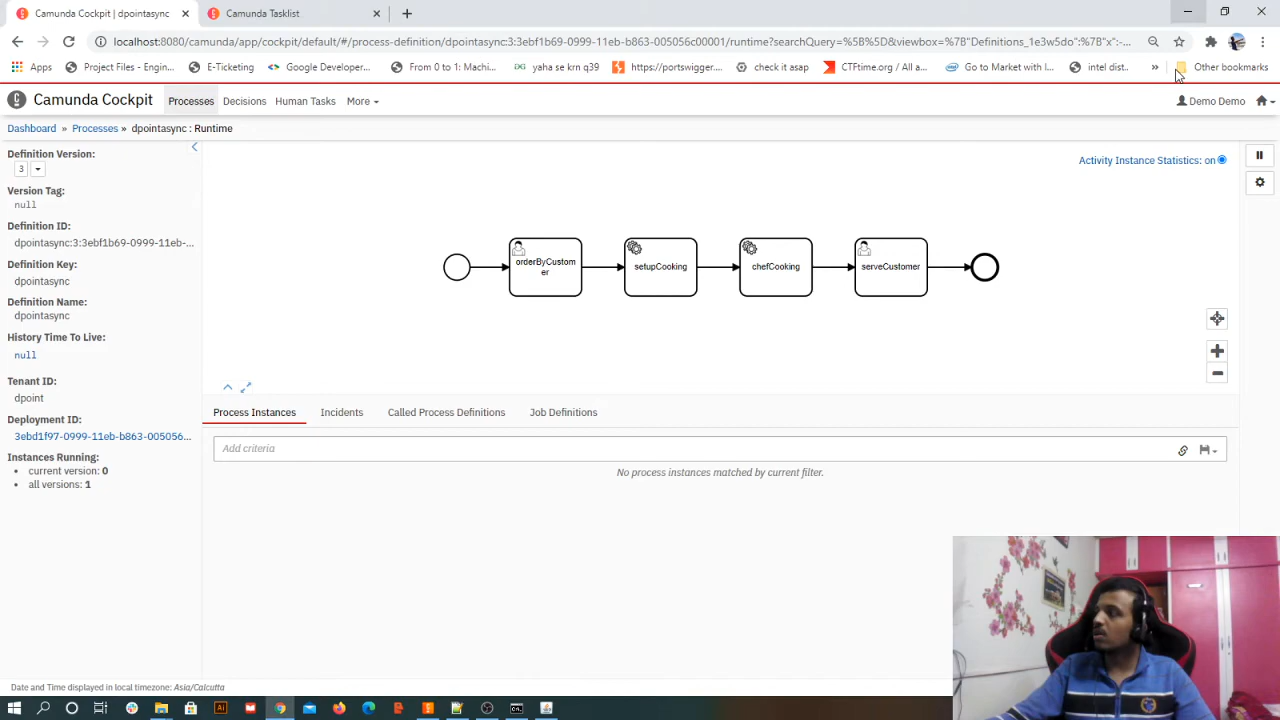 Camunda Cockpit | dpointasync
Camunda Tasklist
localhost:8080/camunda/app/cockpit/default/#/process-definition/dpointasync:3:3ebf1b69-0999-11eb-b863-005056c00001/runtime?searchQuery=%5B%5D&viewbox=%7B"Definitions_1e3w5do":%7B"x":-...
Apps
Project Files - Engin...
E-Ticketing
Google Developer...
From 0 to 1: Machi...
yaha se krn q39
https://portswigger...
check it asap
CTFtime.org / All a...
Go to Market with I...
intel dist..
»
Other bookmarks
Camunda Cockpit
Processes
Decisions
Human Tasks
More
Demo Demo
Dashboard » Processes » dpointasync : Runtime
Definition Version:
3
Version Tag:
null
Definition ID:
dpointasync:3:3ebf1b69-0999-11eb-...
Definition Key:
dpointasync
Definition Name:
dpointasync
History Time To Live:
null
Tenant ID:
dpoint
Deployment ID:
3ebd1f97-0999-11eb-b863-005056...
Instances Running:
current version: 0
all versions: 1
Activity Instance Statistics: on
orderByCustom
er
setupCooking
chefCooking
serveCustomer
Process Instances
Incidents
Called Process Definitions
Job Definitions
Add criteria
No process instances matched by current filter.
Date and Time displayed in local timezone: Asia/Calcutta